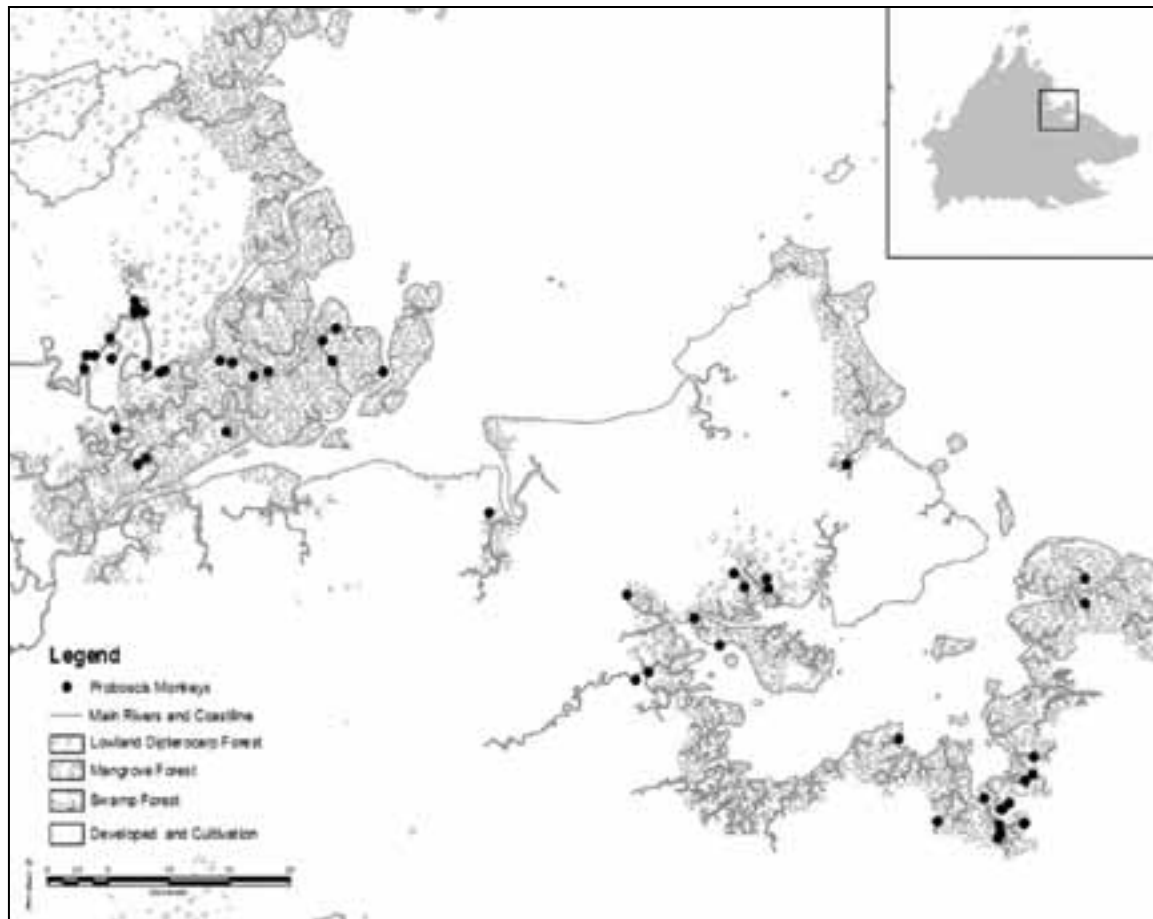 Legend
Proboscis Monkeys
Main Rivers and Coastline
Lowland Dipterocarp Forest
Mangrove Forest
Swamp Forest
Developed and Cultivation